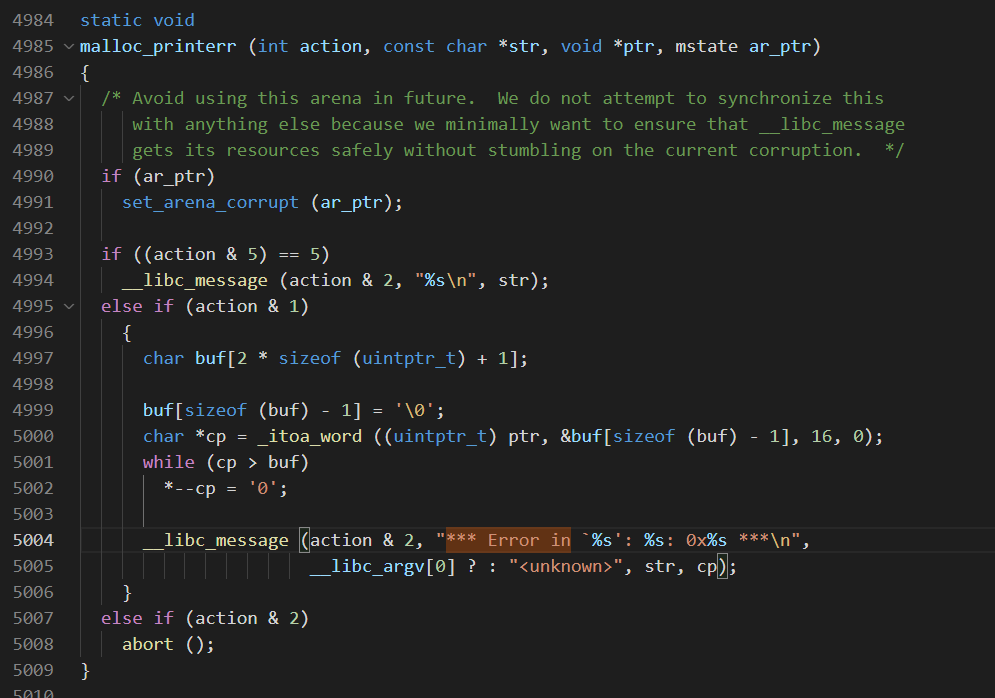 4984 static void
4985 malloc_printerr (int action, const char *str, void *ptr, mstate ar_ptr)
4986 {
4987 /* Avoid using this arena in future.  We do not attempt to synchronize this
4988 with anything else because we minimally want to ensure that __libc_message
4989 gets its resources safely without stumbling on the current corruption.  */
4990 if (ar_ptr)
4991 set_arena_corrupt (ar_ptr);
4992
4993 if ((action & 5) == 5)
4994 __libc_message (action & 2, "%s\n", str);
4995 else if (action & 1)
4996 {
4997 char buf[2 * sizeof (uintptr_t) + 1];
4998
4999 buf[sizeof (buf) - 1] = '\0';
5000 char *cp = _itoa_word ((uintptr_t) ptr, &buf[sizeof (buf) - 1], 16, 0);
5001 while (cp > buf)
5002 *--cp = '0';
5003
5004 __libc_message (action & 2, "*** Error in `%s': %s: 0x%s ***\n",
5005 __libc_argv[0] ? : "<unknown>", str, cp);
5006 }
5007 else if (action & 2)
5008 abort ();
5009 }
5010